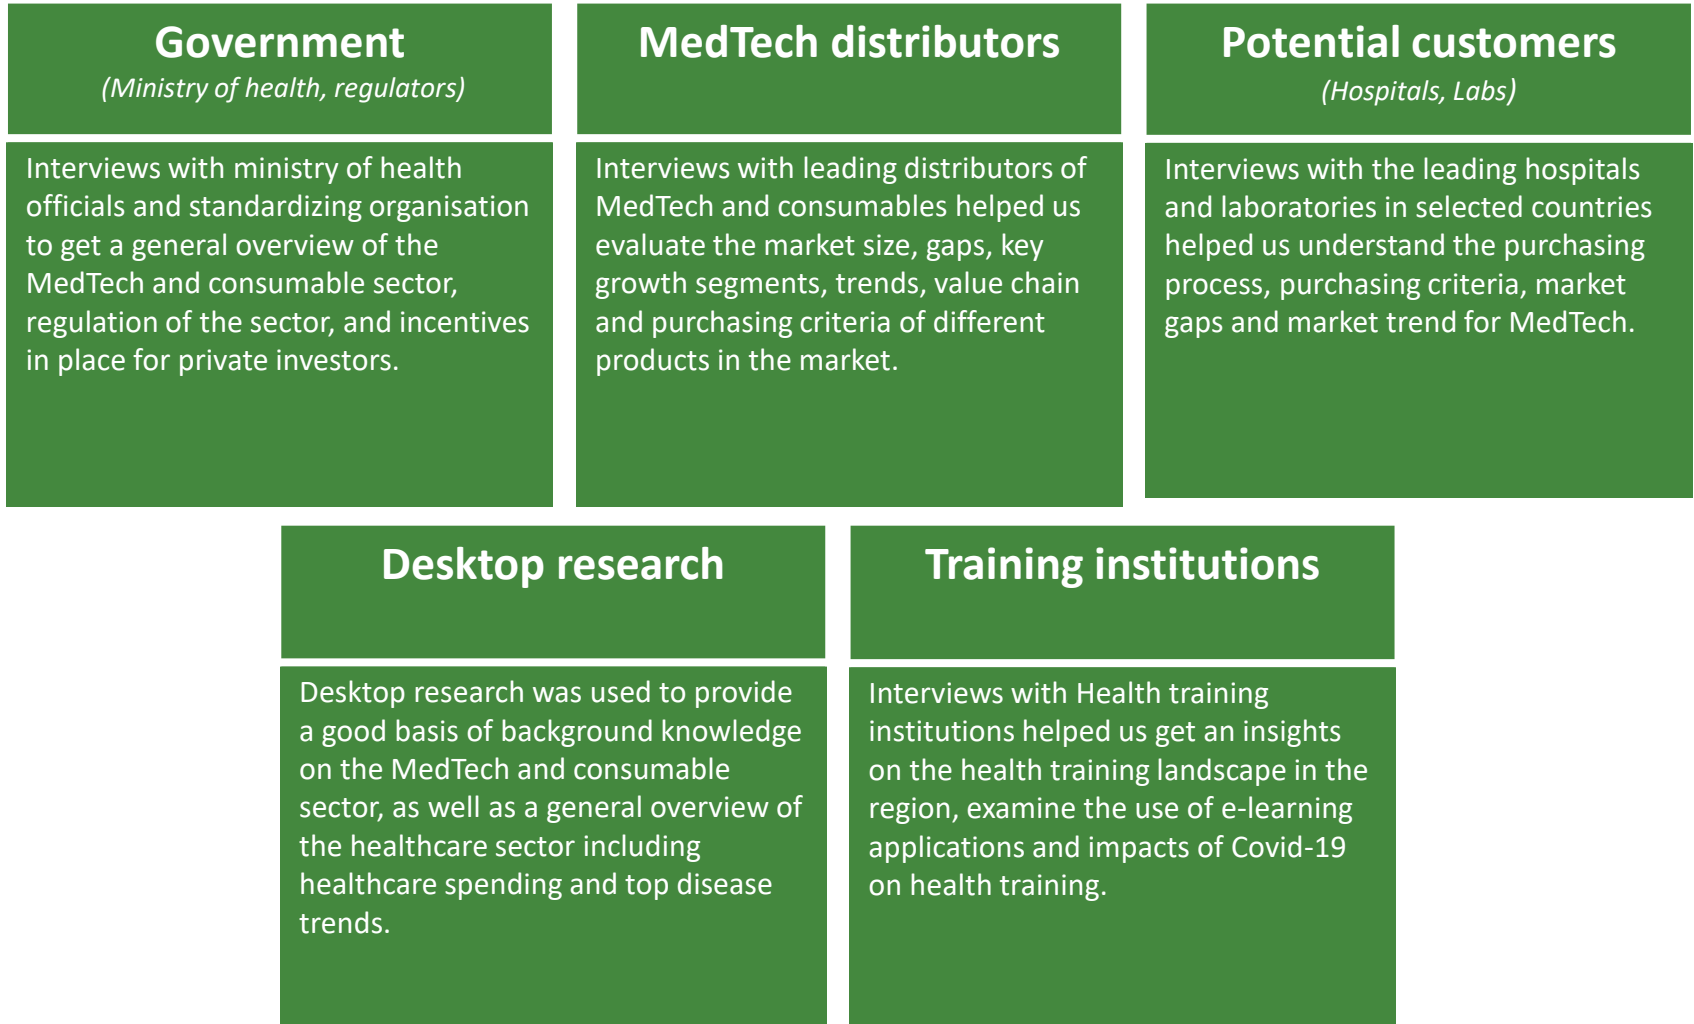 Government
(Ministry of health, regulators)
Interviews with ministry of health
officials and standardizing organisation
to get a general overview of the
MedTech and consumable sector,
regulation of the sector, and incentives
in place for private investors.
MedTech distributors
Interviews with leading distributors of
MedTech and consumables helped us
evaluate the market size, gaps, key
growth segments, trends, value chain
and purchasing criteria of different
products in the market.
Potential customers
(Hospitals, Labs)
Interviews with the leading hospitals
and laboratories in selected countries
helped us understand the purchasing
process, purchasing criteria, market
gaps and market trend for MedTech.
Desktop research
Desktop research was used to provide
a good basis of background knowledge
on the MedTech and consumable
sector, as well as a general overview of
the healthcare sector including
healthcare spending and top disease
trends.
Training institutions
Interviews with Health training
institutions helped us get an insights
on the health training landscape in the
region, examine the use of e-learning
applications and impacts of Covid-19
on health training.